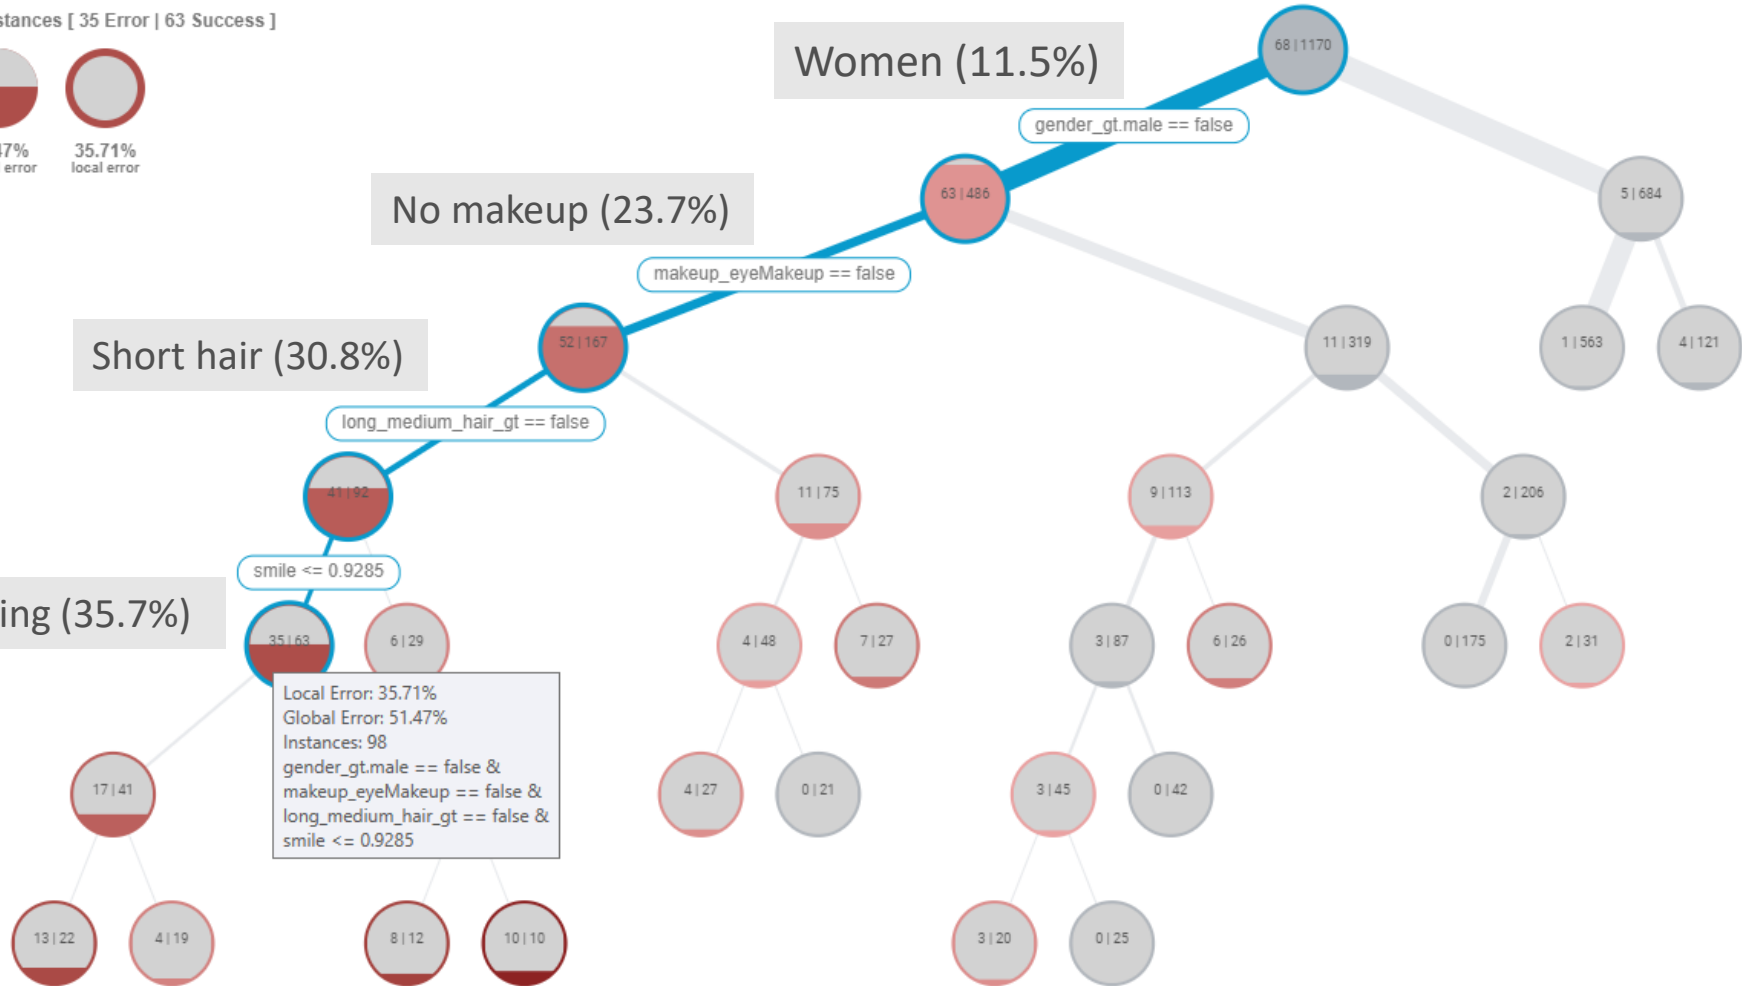 stances [ 35 Error | 63 Success ]
47%
error
35.71%
local error
Women (11.5%)
68 | 1170
gender_gt.male == false
No makeup (23.7%)
63 | 486
5 | 684
makeup_eyeMakeup == false
Short hair (30.8%)
52 | 167
11 | 319
1 | 563
4 | 121
long_medium_hair_gt == false
41 | 92
11 | 75
9 | 113
2 | 206
smile <= 0.9285
ing (35.7%)
35 | 63
6 | 29
4 | 48
7 | 27
3 | 87
6 | 26
0 | 175
2 | 31
Local Error: 35.71%
Global Error: 51.47%
Instances: 98
gender_gt.male == false &
makeup_eyeMakeup == false &
long_medium_hair_gt == false &
smile <= 0.9285
17 | 41
4 | 27
0 | 21
3 | 45
0 | 42
13 | 22
4 | 19
8 | 12
10 | 10
3 | 20
0 | 25